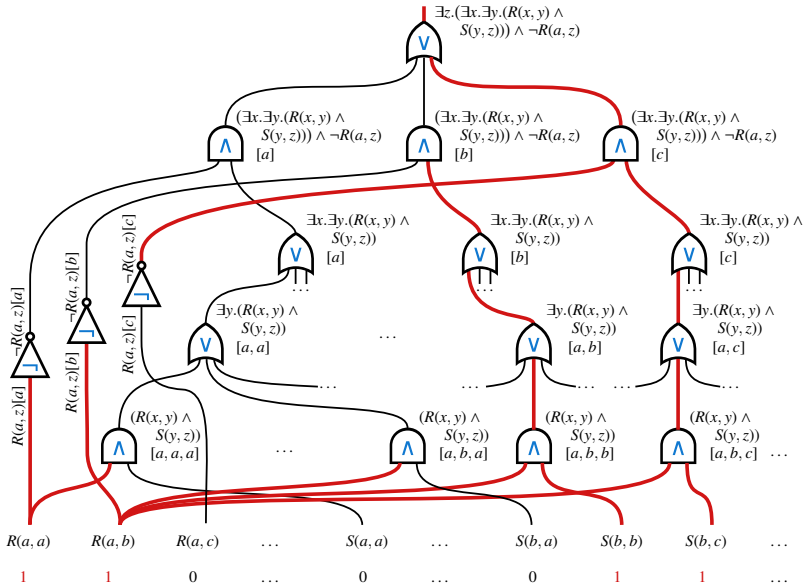 ∃z.(∃x.∃y.(R(x, y) ∧
S(y, z))) ∧ ¬R(a, z)
∨
(∃x.∃y.(R(x, y) ∧
S(y, z))) ∧ ¬R(a, z)
[a]
∧
(∃x.∃y.(R(x, y) ∧
S(y, z))) ∧ ¬R(a, z)
[b]
∧
(∃x.∃y.(R(x, y) ∧
S(y, z))) ∧ ¬R(a, z)
[c]
∧
¬R(a, z)[a]
¬R(a, z)[b]
¬R(a, z)[c]
∃x.∃y.(R(x, y) ∧
S(y, z))
[a]
∨
...
∃x.∃y.(R(x, y) ∧
S(y, z))
[b]
∨
...
∃x.∃y.(R(x, y) ∧
S(y, z))
[c]
∨
...
¬
¬
¬
R(a, z)[a]
R(a, z)[b]
R(a, z)[c]
∃y.(R(x, y) ∧
S(y, z))
[a, a]
∨
...
...
∃y.(R(x, y) ∧
S(y, z))
[a, b]
∨
...
...
∃y.(R(x, y) ∧
S(y, z))
[a, c]
∨
...
(R(x, y) ∧
S(y, z))
[a, a, a]
∧
...
(R(x, y) ∧
S(y, z))
[a, b, a]
∧
(R(x, y) ∧
S(y, z))
[a, b, b]
∧
...
(R(x, y) ∧
S(y, z))
[a, b, c]
∧
...
R(a, a) R(a, b) R(a, c) ... S(a, a) ... S(b, a) S(b, b) S(b, c) ...
1 1 0 ... 0 ... 0 1 1 ...